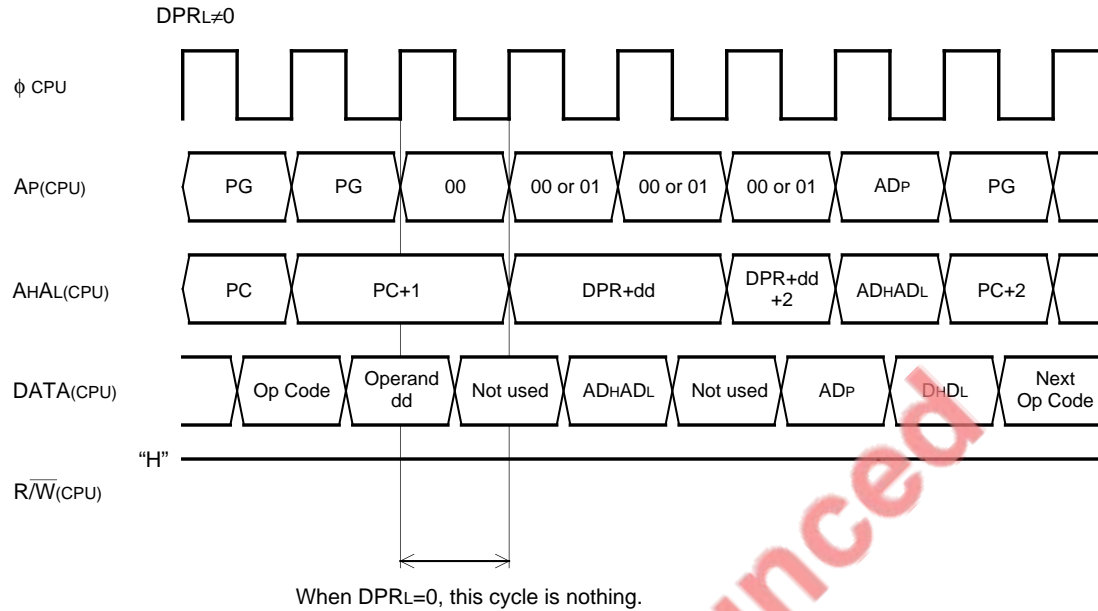 DPRL≠0
ϕ CPU
AP(CPU) PG PG 00 00 or 01 00 or 01 00 or 01 ADP PG
AHAL(CPU) PC PC+1 DPR+dd DPR+dd +2 ADHADL PC+2
DATA(CPU) Op Code Operand dd Not used ADHADL Not used ADP DHDL Next Op Code
“H”
R/W̅(CPU)
When DPRL=0, this cycle is nothing.